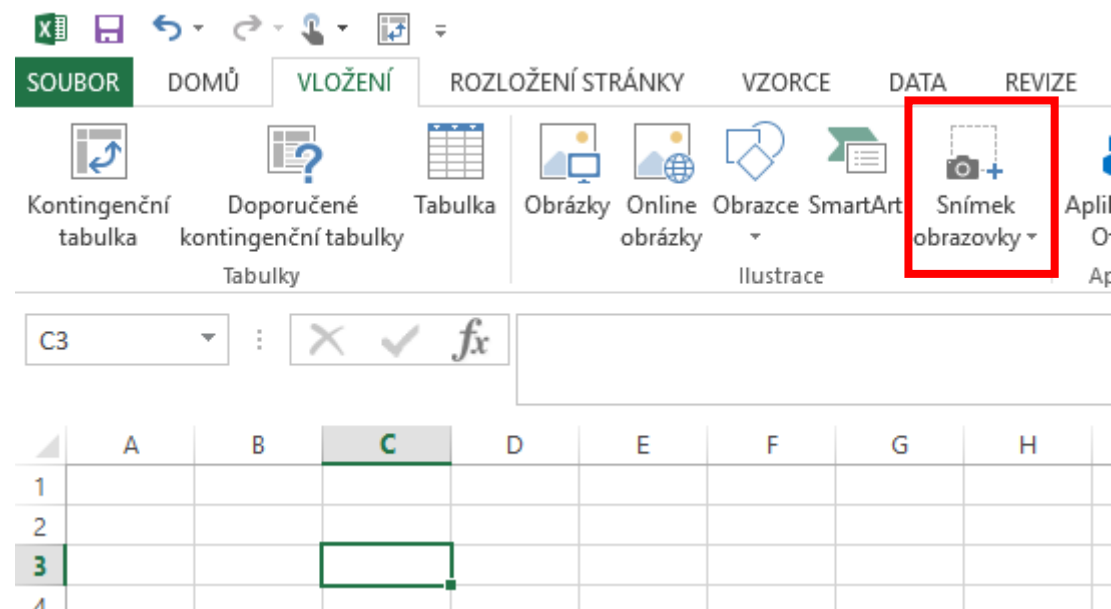 SOUBOR DOMŮ VLOŽENÍ ROZLOŽENÍ STRÁNKY VZORCE DATA REVIZE
Kontingenční tabulka
Doporučené kontingenční tabulky
Tabulka
Obrázky
Online obrázky
Obrazce
SmartArt
Snímek obrazovky
Tabulky Ilustrace
C3 fx
A B C D E F G H
1
2
3
4